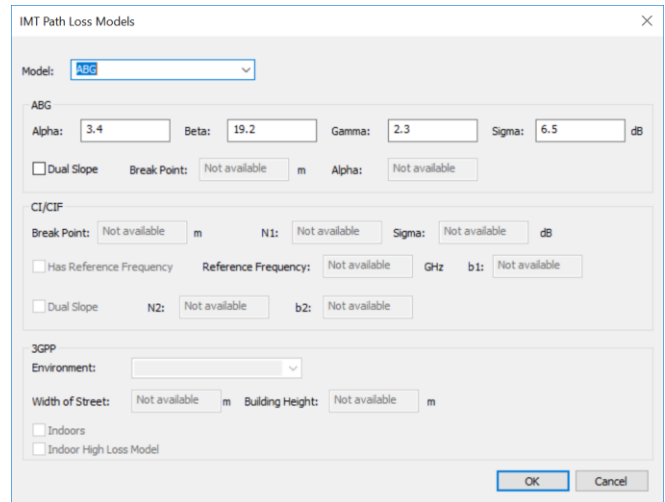 IMT Path Loss Models
Model: ABG
ABG
Alpha: 3.4 Beta: 19.2 Gamma: 2.3 Sigma: 6.5 dB
Dual Slope Break Point: Not available m Alpha: Not available
CI/CIF
Break Point: Not available m N1: Not available Sigma: Not available dB
Has Reference Frequency Reference Frequency: Not available GHz b1: Not available
Dual Slope N2: Not available b2: Not available
3GPP
Environment:
Width of Street: Not available m Building Height: Not available m
Indoors
Indoor High Loss Model
OK Cancel